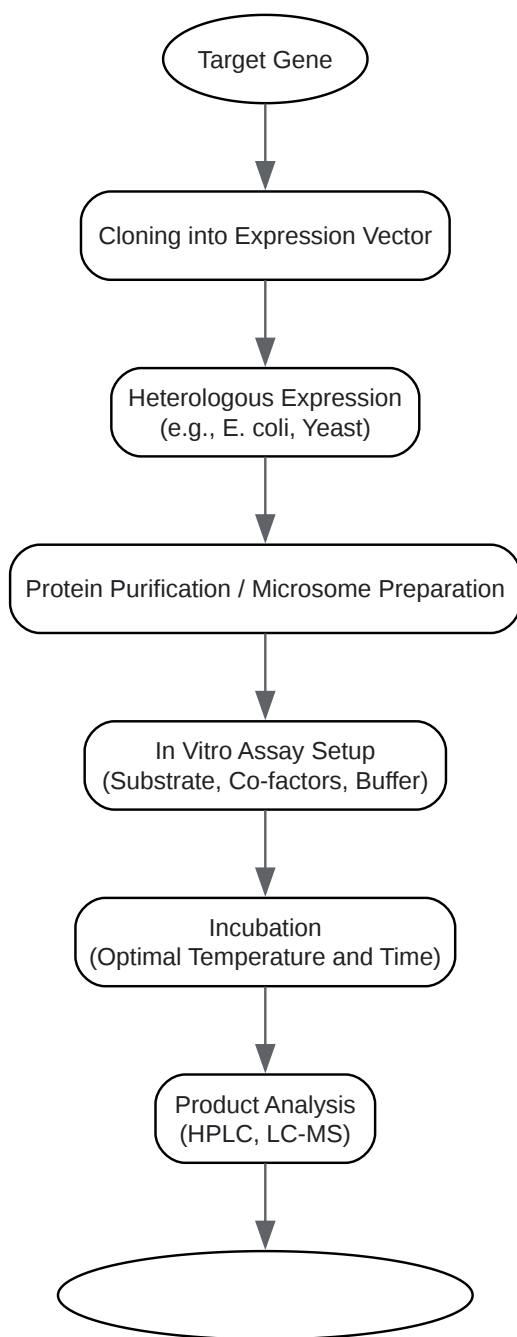 Target Gene
Cloning into Expression Vector
Heterologous Expression
(e.g., E. coli, Yeast)
Protein Purification / Microsome Preparation
In Vitro Assay Setup
(Substrate, Co-factors, Buffer)
Incubation
(Optimal Temperature and Time)
Product Analysis
(HPLC, LC-MS)